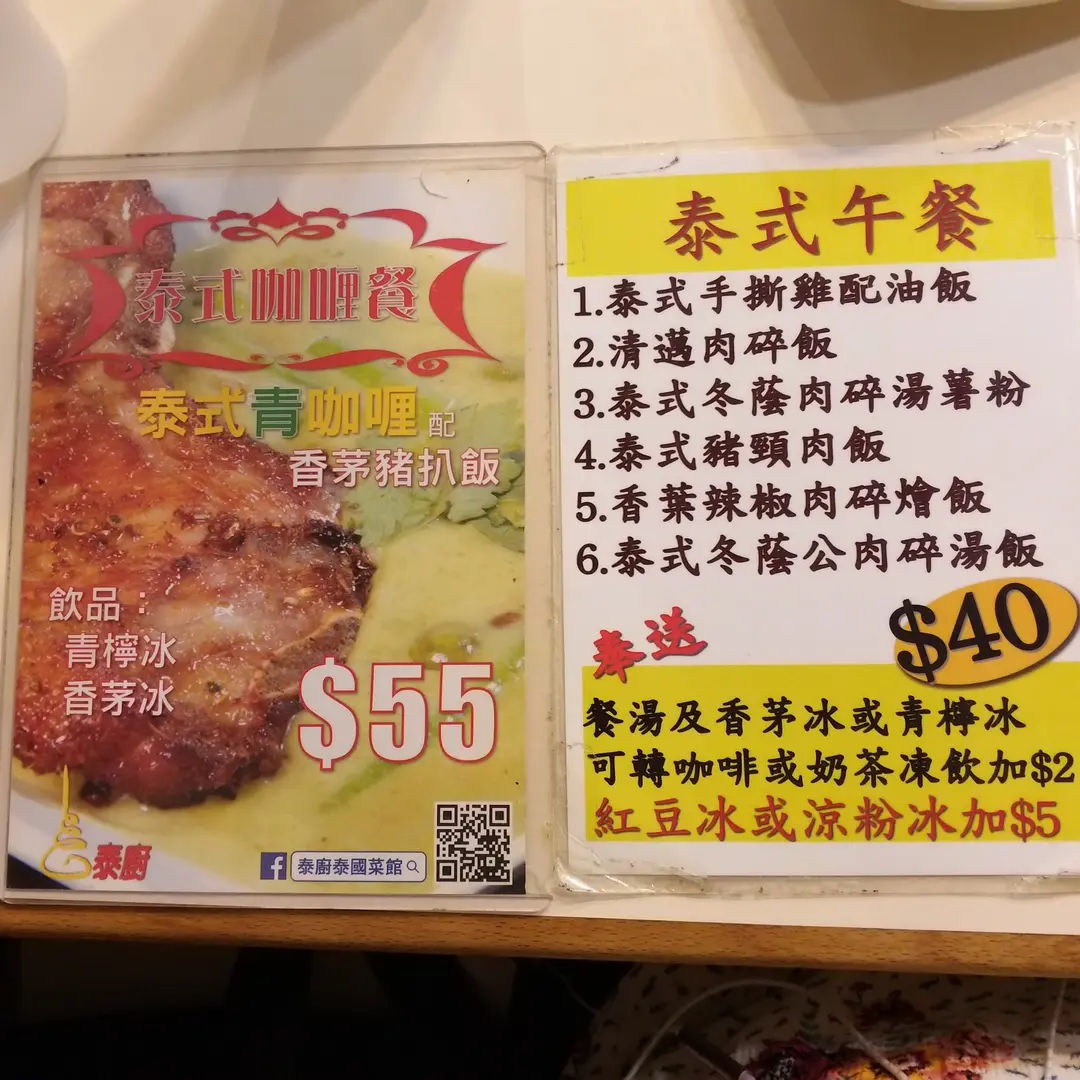 泰式咖喱餐
泰式青咖喱 配
香茅豬扒飯
飲品：
青檸冰
香茅冰
$55
泰廚
泰廚泰國菜館
泰式午餐
1.泰式手撕雞配油飯
2.清邁肉碎飯
3.泰式冬蔭肉碎湯薯粉
4.泰式豬頸肉飯
5.香葉辣椒肉碎燴飯
6.泰式冬蔭公肉碎湯飯
$40
奉送
餐湯及香茅冰或青檸冰
可轉咖啡或奶茶凍飲加$2
紅豆冰或涼粉冰加$5